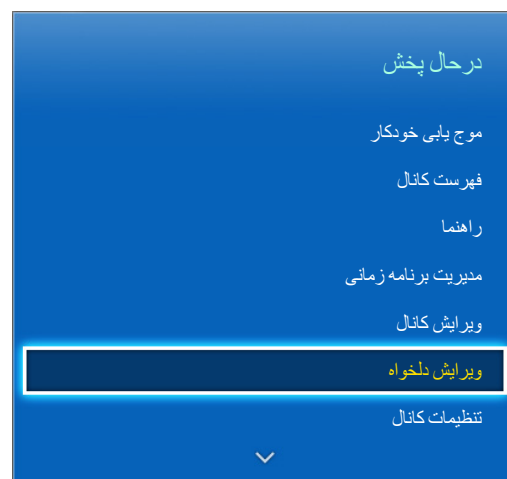 درحال پخش
موج یابی خودکار
فهرست کانال
راهنما
مدیریت برنامه زمانی
ویرایش کانال
ویرایش دلخواه
تنظیمات کانال